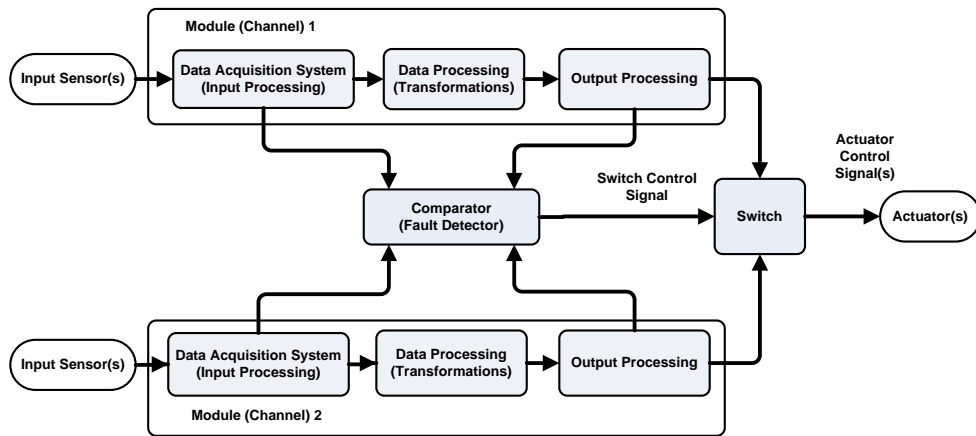 Module (Channel) 1
Input Sensor(s)
Data Acquisition System
(Input Processing)
Data Processing
(Transformations)
Output Processing
Comparator
(Fault Detector)
Switch Control
Signal
Switch
Actuator
Control
Signal(s)
Actuator(s)
Input Sensor(s)
Data Acquisition System
(Input Processing)
Data Processing
(Transformations)
Output Processing
Module (Channel) 2